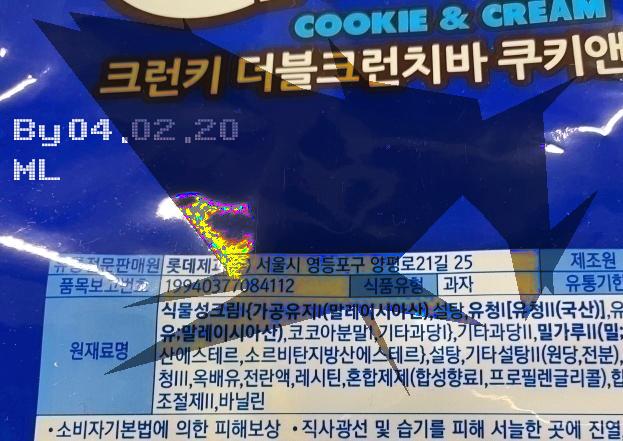 COOKIE & CREAM
크런키 더블크런치바 쿠키앤
By 04.02.20
ML
유통전문판매원 롯데제과 서울시 영등포구 양평로21길 25 제조원
품목보고번호 19940377084112 식품유형 과자 유통기한
원재료명
식물성크림I{가공유지I(말레이시아산),설탕,유청I[유청II(국산)],유
유;말레이시아산),코코아분말,기타과당I},기타과당II,밀가루II(밀;
산에스테르,소르비탄지방산에스테르},설탕,기타설탕II(원당,전분),
청III,옥배유,전란액,레시틴,혼합제제(합성향료I,프로필렌글리콜),합
조절제II,바닐린
•소비자기본법에 의한 피해보상 •직사광선 및 습기를 피해 서늘한 곳에 진열